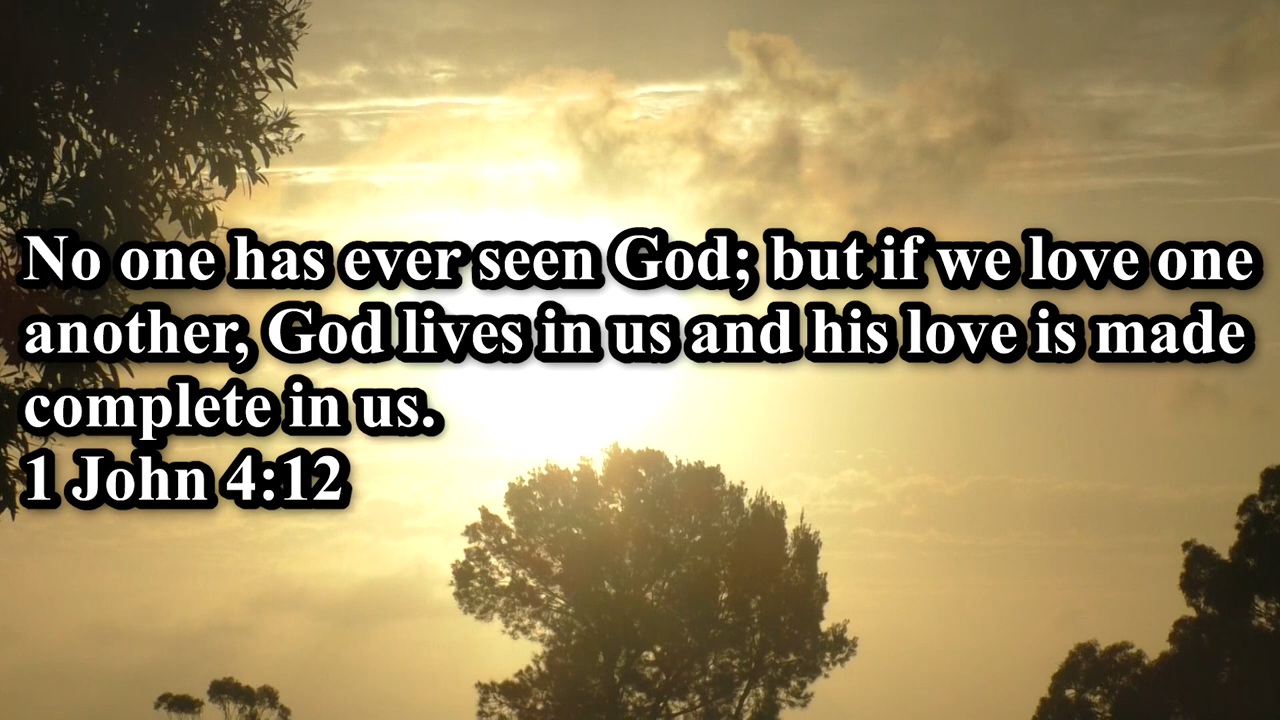 No one has ever seen God; but if we love one
another, God lives in us and his love is made
complete in us.
1 John 4:12